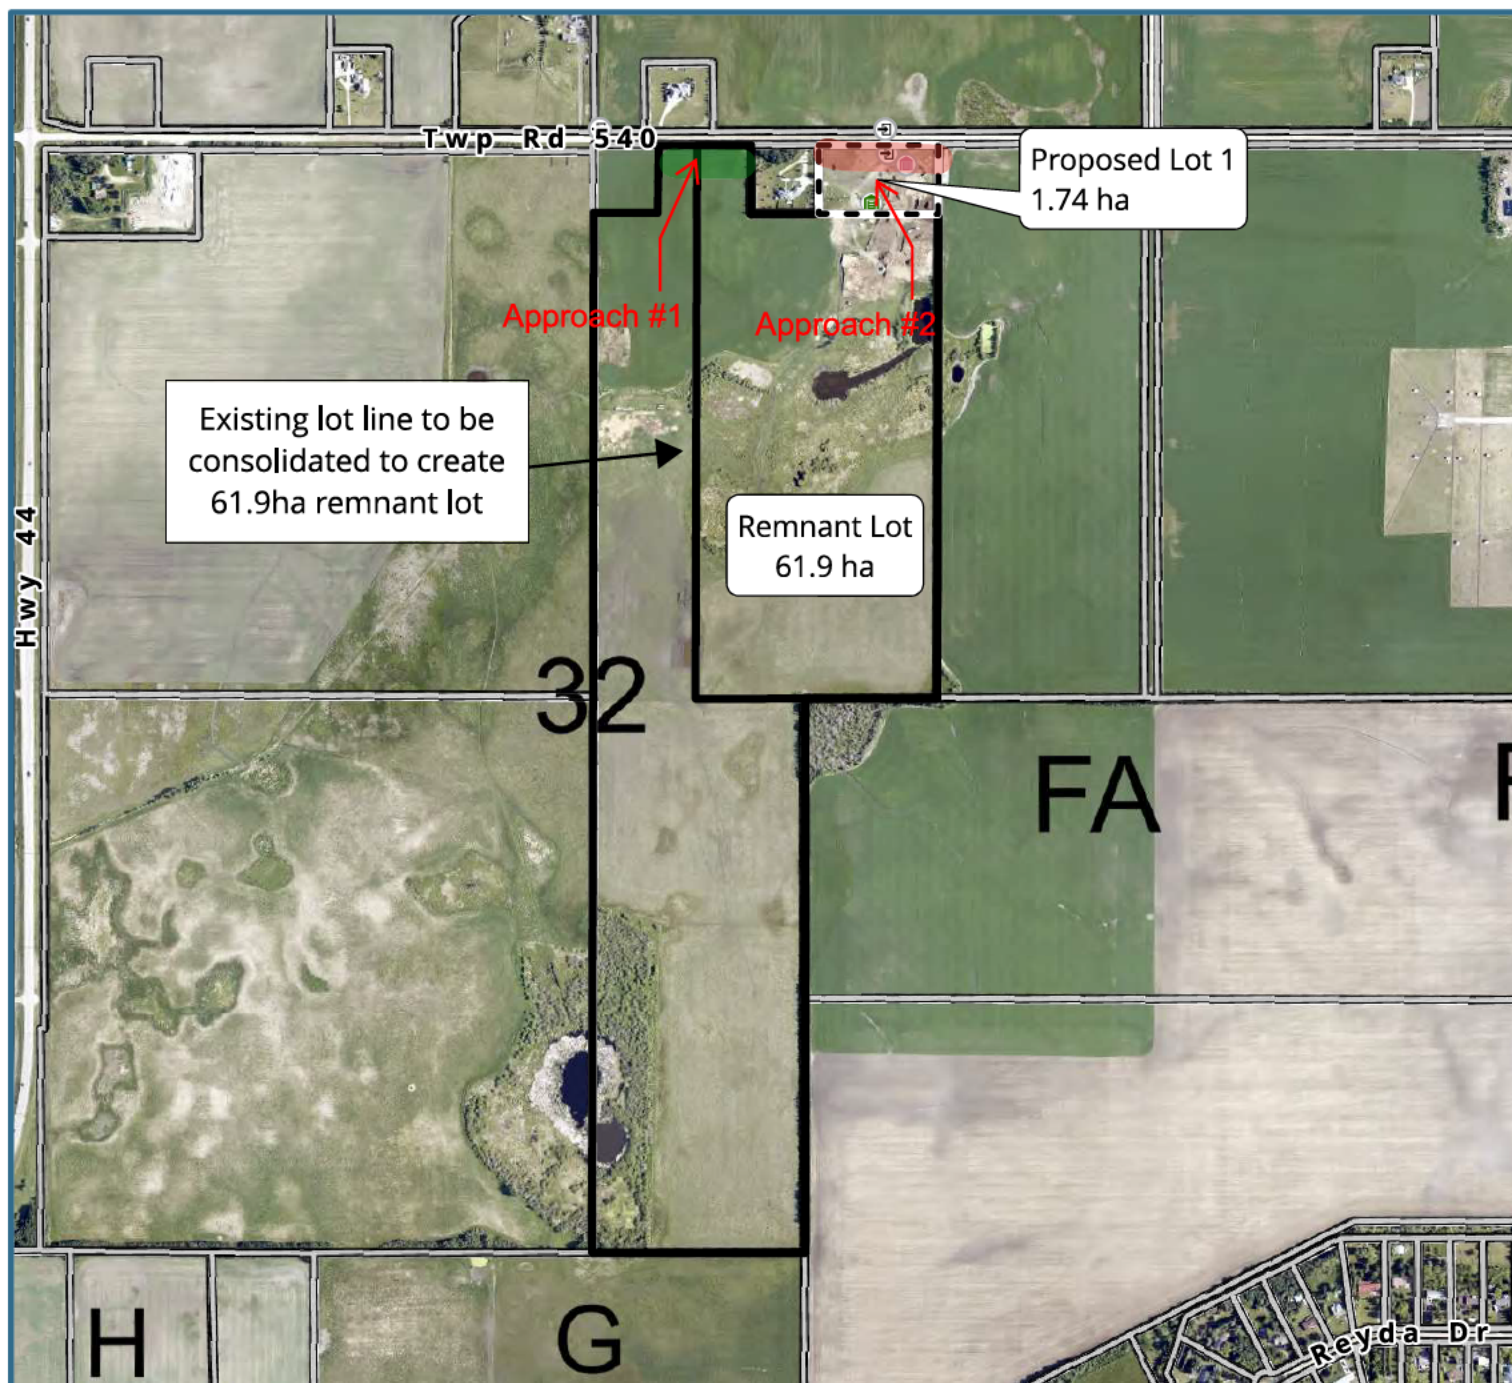 Twp Rd 540
Proposed Lot 1
1.74 ha
Approach #1
Approach #2
Existing lot line to be
consolidated to create
61.9ha remnant lot
Remnant Lot
61.9 ha
Hwy 44
32
FA
H
G
Reyda Dr